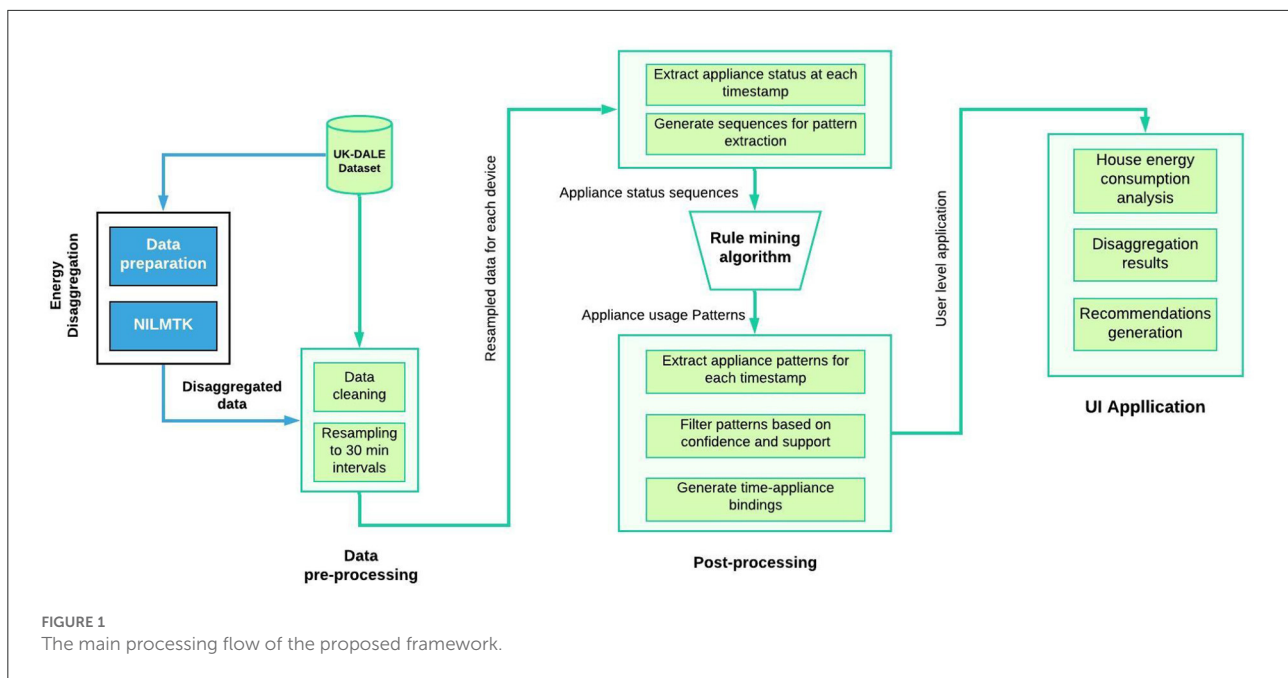 UK-DALE
Dataset
Energy
Disaggregation
Data
preparation
NILMTK
Disaggregated
data
Data
cleaning
Resampling
to 30 min
intervals
Data
pre-processing
Resampled data for each device
Extract appliance status at each
timestamp
Generate sequences for pattern
extraction
Appliance status sequences
Rule mining
algorithm
Appliance usage Patterns
Extract appliance patterns for
each timestamp
Filter patterns based on
confidence and support
Generate time-appliance
bindings
Post-processing
User level application
House energy
consumption
analysis
Disaggregation
results
Recommendations
generation
UI Appllication
FIGURE 1
The main processing flow of the proposed framework.